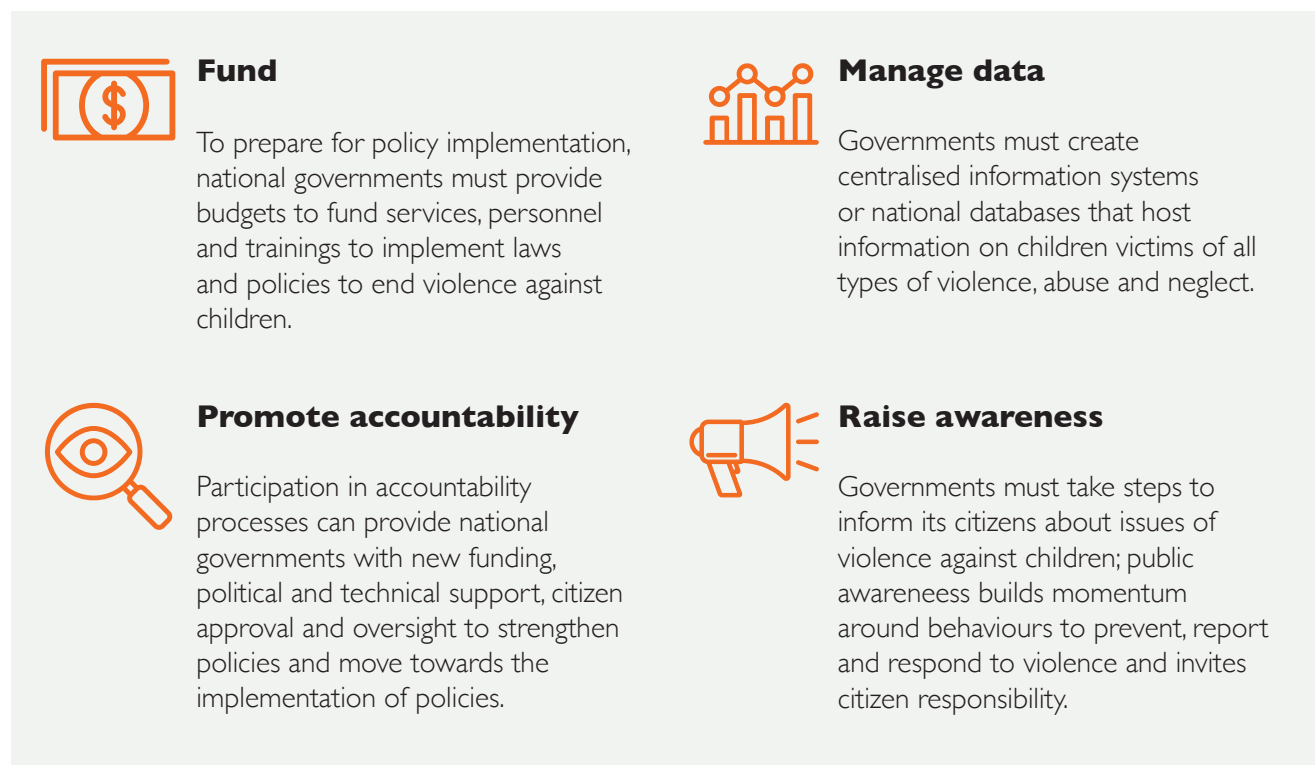 Fund
To prepare for policy implementation,
national governments must provide
budgets to fund services, personnel
and trainings to implement laws
and policies to end violence against
children.
Manage data
Governments must create
centralised information systems
or national databases that host
information on children victims of all
types of violence, abuse and neglect.
Promote accountability
Participation in accountability
processes can provide national
governments with new funding,
political and technical support, citizen
approval and oversight to strengthen
policies and move towards the
implementation of policies.
Raise awareness
Governments must take steps to
inform its citizens about issues of
violence against children; public
awareneess builds momentum
around behaviours to prevent, report
and respond to violence and invites
citizen responsibility.